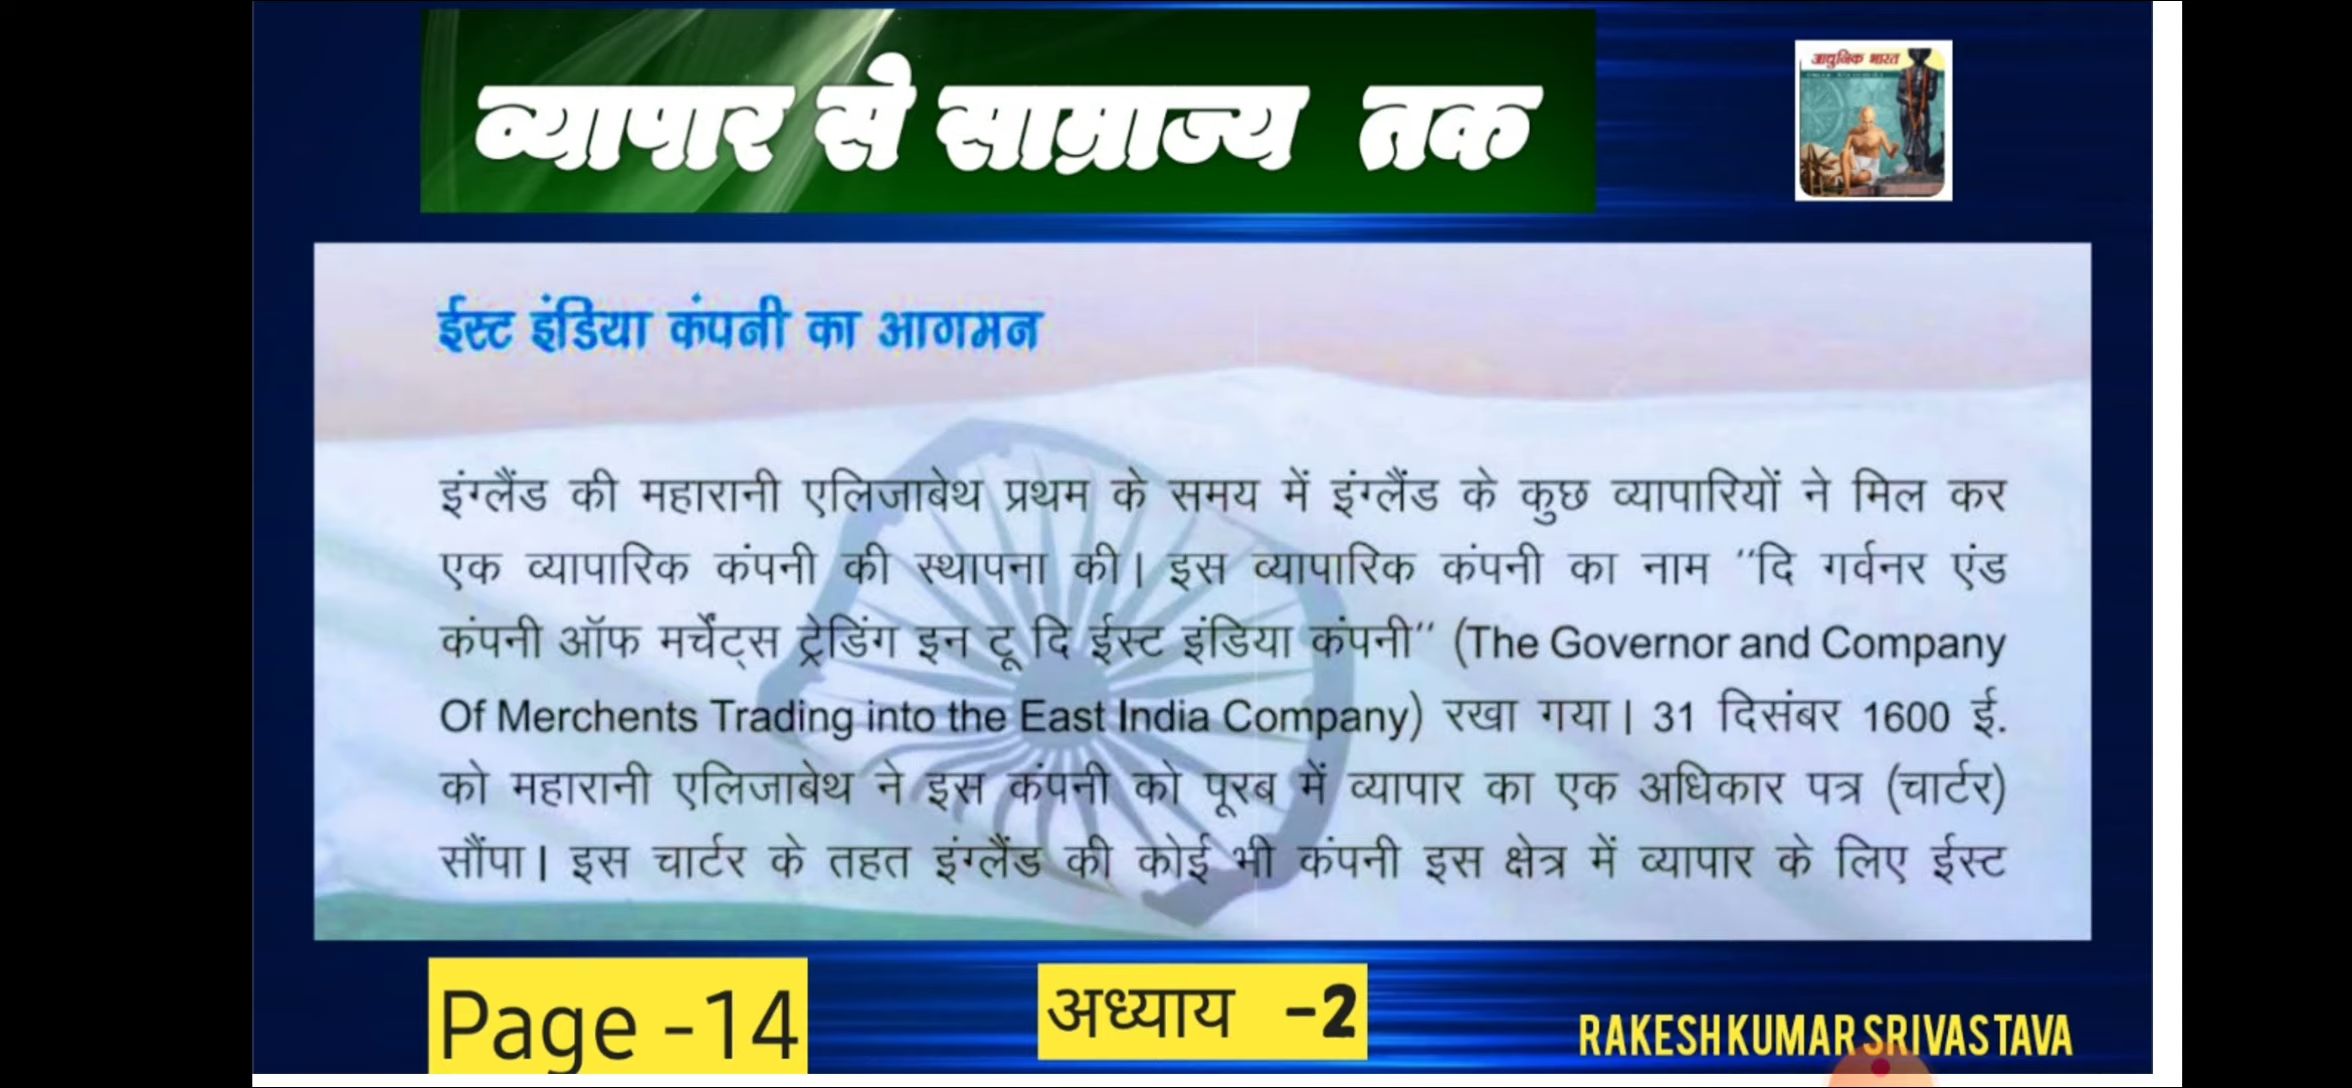 व्यापार से साम्राज्य तक
आधुनिक भारत
ईस्ट इंडिया कंपनी का आगमन
इंग्लैंड की महारानी एलिजाबेथ प्रथम के समय में इंग्लैंड के कुछ व्यापारियों ने मिल कर
एक व्यापारिक कंपनी की स्थापना की। इस व्यापारिक कंपनी का नाम "दि गर्वनर एंड
कंपनी ऑफ मर्चेंट्स ट्रेडिंग इन टू दि ईस्ट इंडिया कंपनी" (The Governor and Company
Of Merchents Trading into the East India Company) रखा गया। 31 दिसंबर 1600 ई.
को महारानी एलिजाबेथ ने इस कंपनी को पूरब में व्यापार का एक अधिकार पत्र (चार्टर)
सौंपा। इस चार्टर के तहत इंग्लैंड की कोई भी कंपनी इस क्षेत्र में व्यापार के लिए ईस्ट
Page -14
अध्याय -2
RAKESH KUMAR SRIVASTAVA